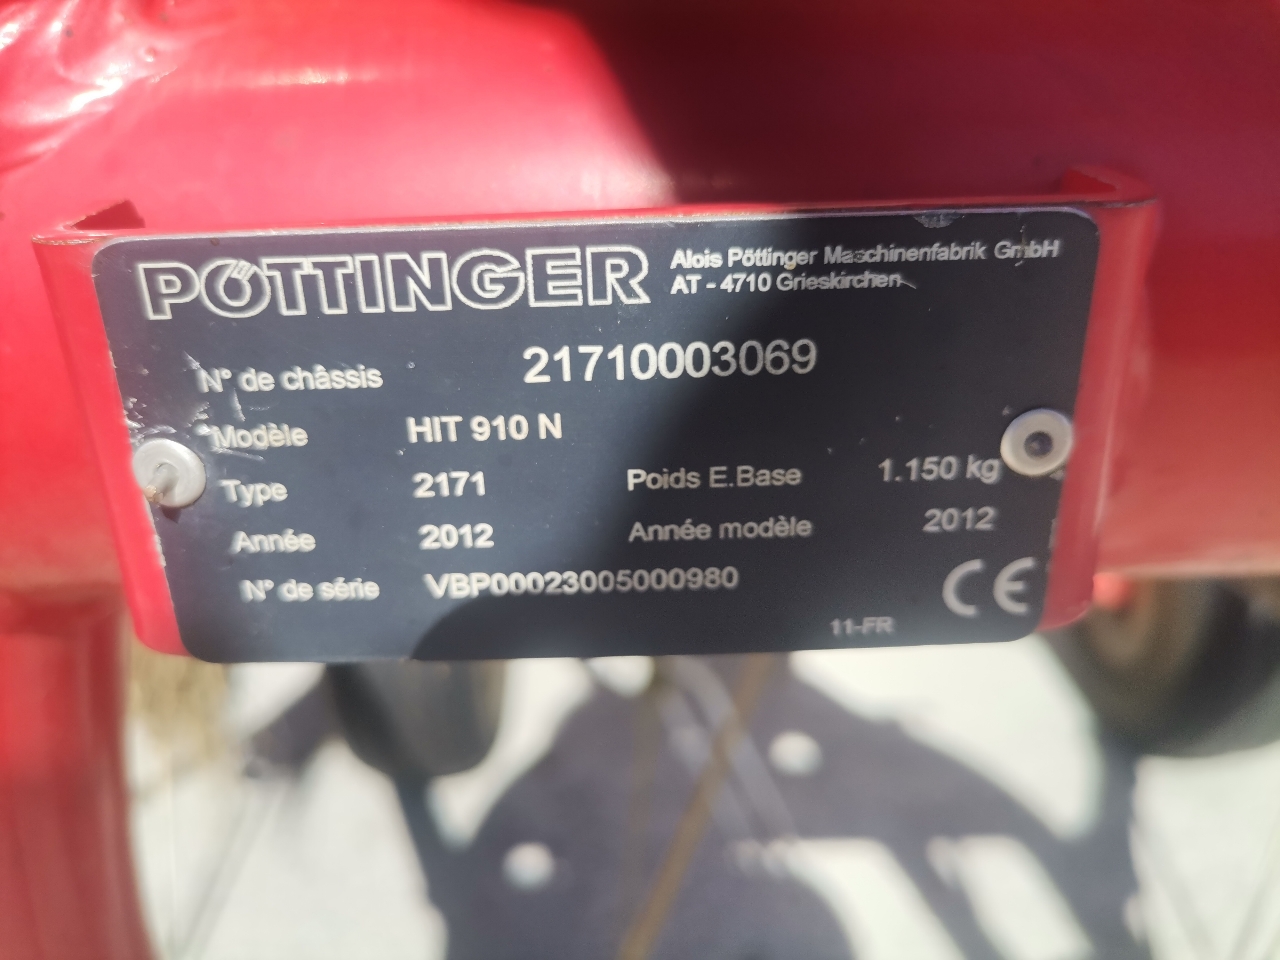 PÖTTINGER
Alois Pöttinger Maschinenfabrik GmbH
AT - 4710 Grieskirchen
N° de châssis 21710003069
Modèle HIT 910 N
Type 2171 Poids E.Base 1.150 kg
Année 2012 Année modèle 2012
N° de série VBP00023005000980
CE
11-FR